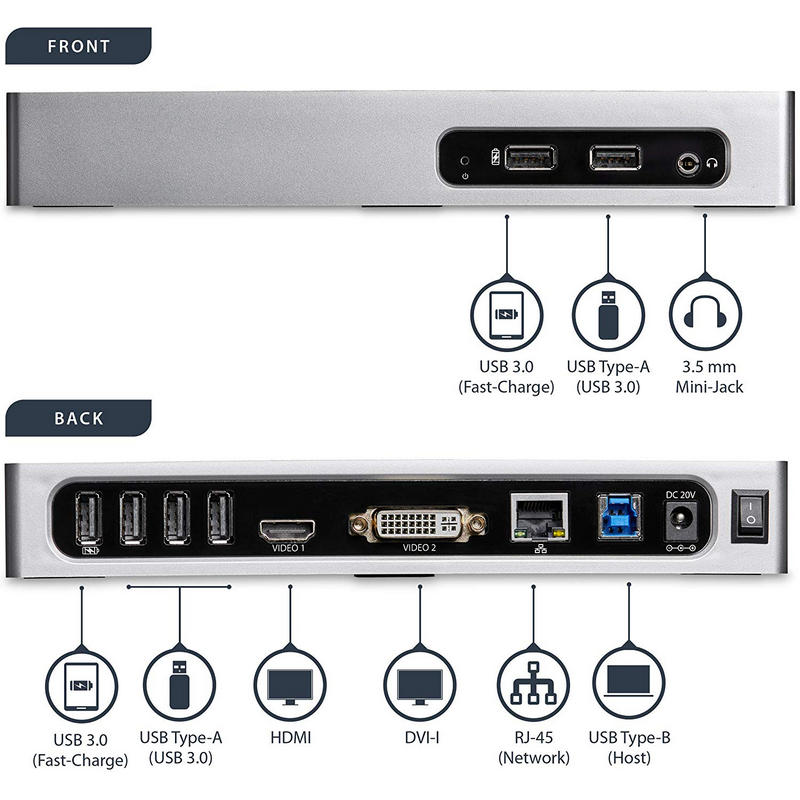 FRONT
USB 3.0
(Fast-Charge)
USB Type-A
(USB 3.0)
3.5 mm
Mini-Jack
BACK
DC 20V
VIDEO 1
VIDEO 2
I
O
USB 3.0
(Fast-Charge)
USB Type-A
(USB 3.0)
HDMI
DVI-I
RJ-45
(Network)
USB Type-B
(Host)